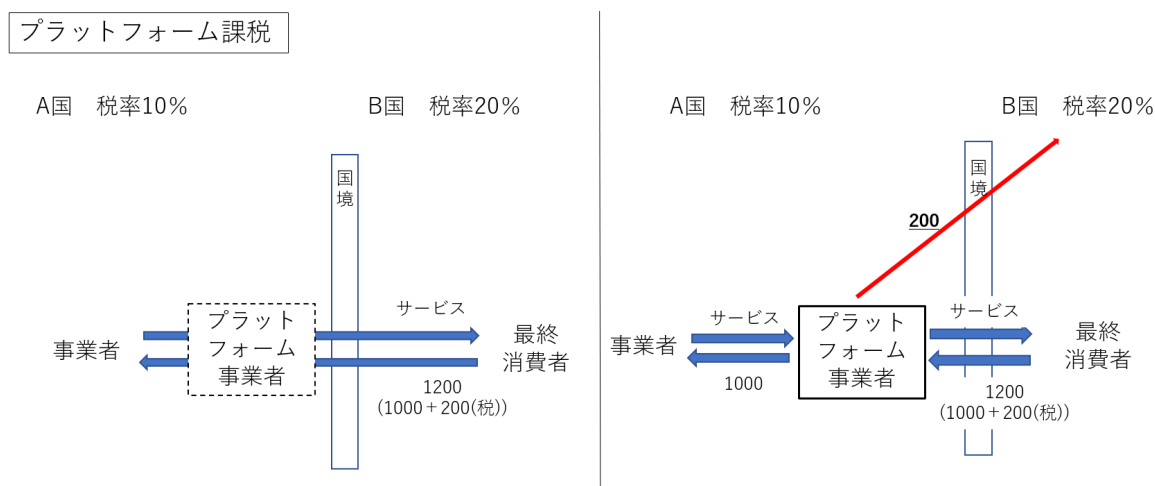 プラットフォーム課税
A国　税率10%
B国　税率20%
国
境
サービス
事業者
プラット
フォーム
事業者
最終
消費者
1200
(1000＋200(税))
A国　税率10%
B国　税率20%
国
境
200
サービス
サービス
事業者
プラット
フォーム
事業者
最終
消費者
1000
1200
(1000＋200(税))